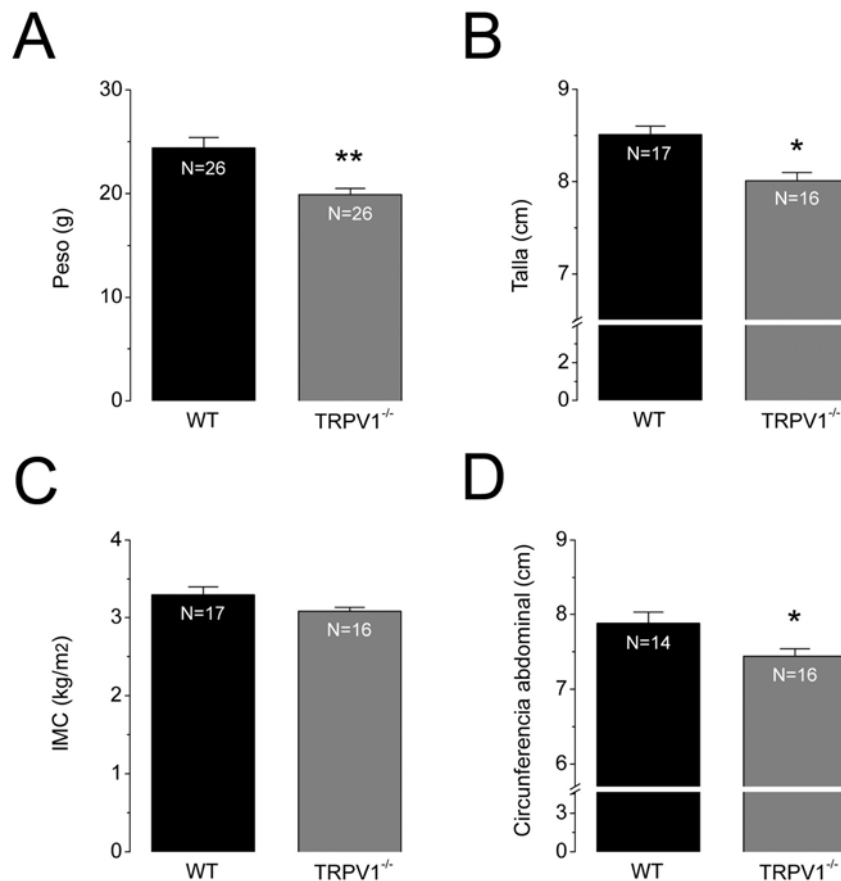 A
30
20
10
0
Peso (g)
N=26
**
N=26
WT
TRPV1-/-
B
9
8
7
2
0
Talla (cm)
N=17
*
N=16
WT
TRPV1-/-
C
4
3
2
1
0
IMC (kg/m2)
N=17
N=16
WT
TRPV1-/-
D
9
8
7
6
3
0
Circunferencia abdominal (cm)
N=14
*
N=16
WT
TRPV1-/-